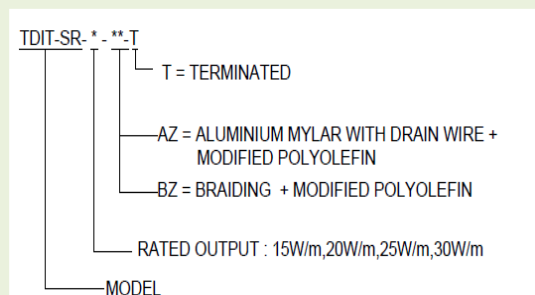 TDIT-SR- * - **-T
T = TERMINATED
AZ = ALUMINIUM MYLAR WITH DRAIN WIRE +
MODIFIED POLYOLEFIN
BZ = BRAIDING + MODIFIED POLYOLEFIN
RATED OUTPUT : 15W/m,20W/m,25W/m,30W/m
MODEL